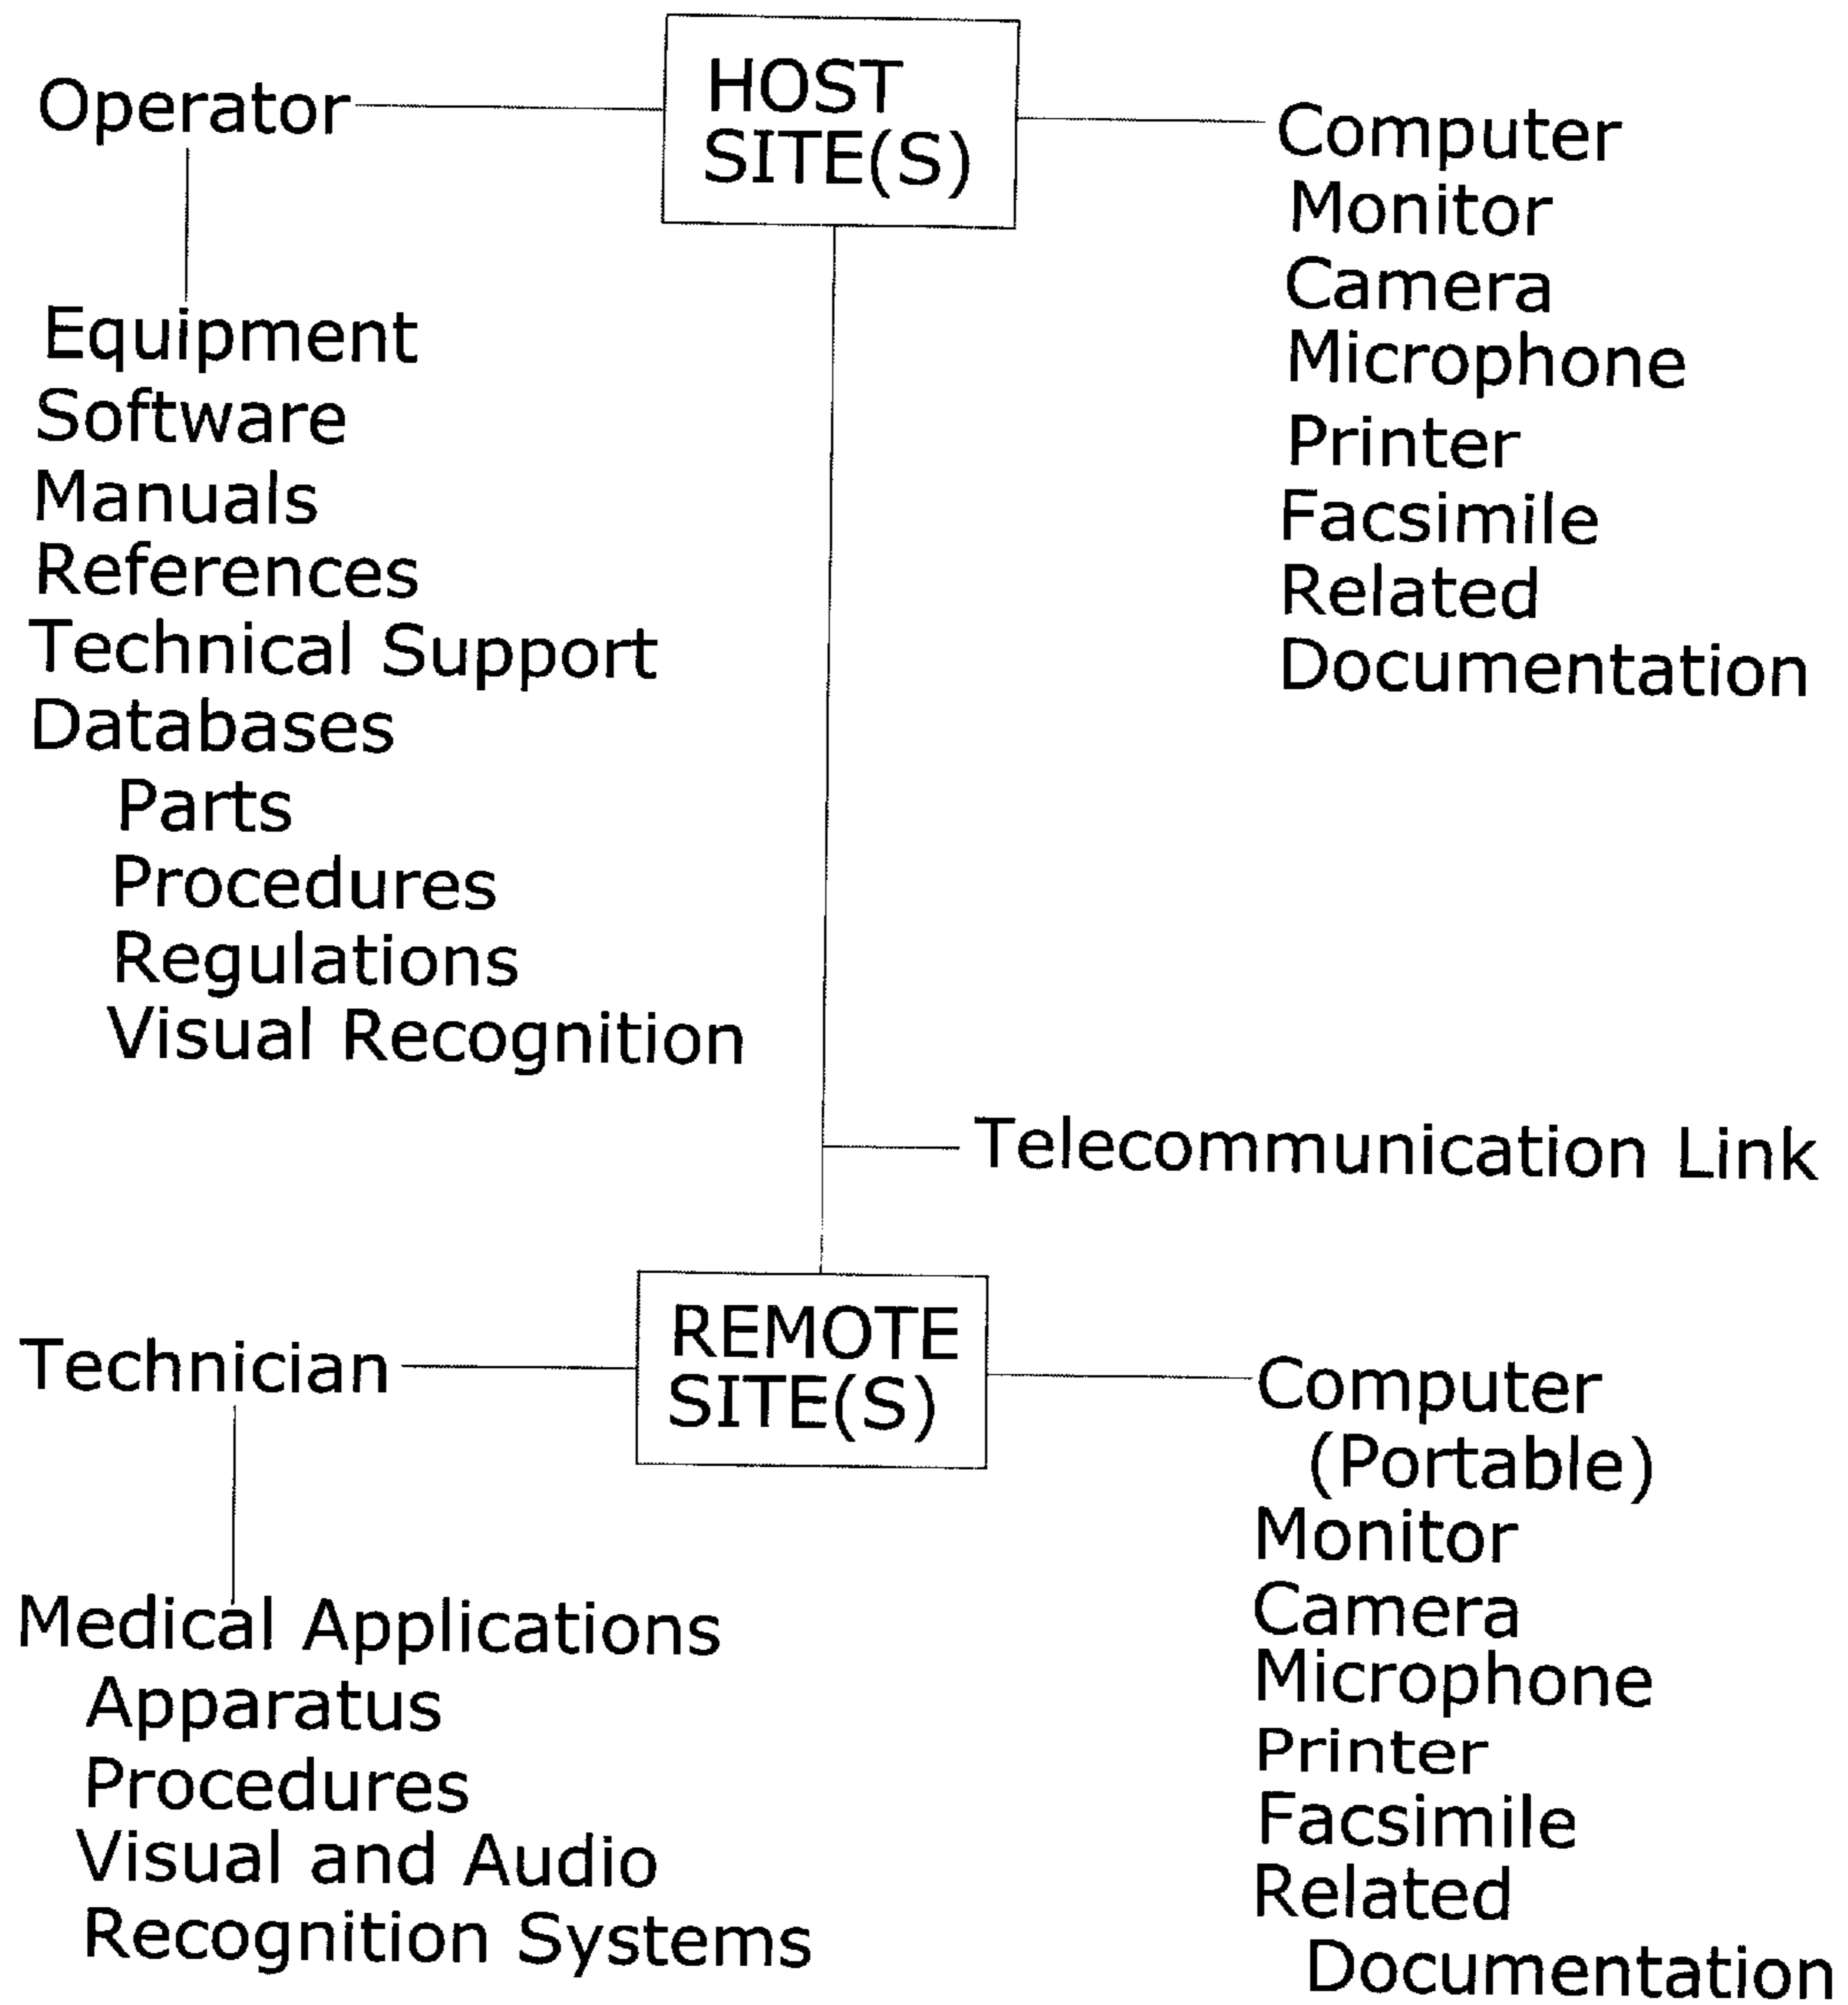 HOST
SITE(S)
Operator
Equipment
Software
Manuals
References
Technical Support
Databases
Parts
Procedures
Regulations
Visual Recognition
Computer
Monitor
Camera
Microphone
Printer
Facsimile
Related
Documentation
Telecommunication Link
REMOTE
SITE(S)
Technician
Medical Applications
Apparatus
Procedures
Visual and Audio
Recognition Systems
Computer
(Portable)
Monitor
Camera
Microphone
Printer
Facsimile
Related
Documentation